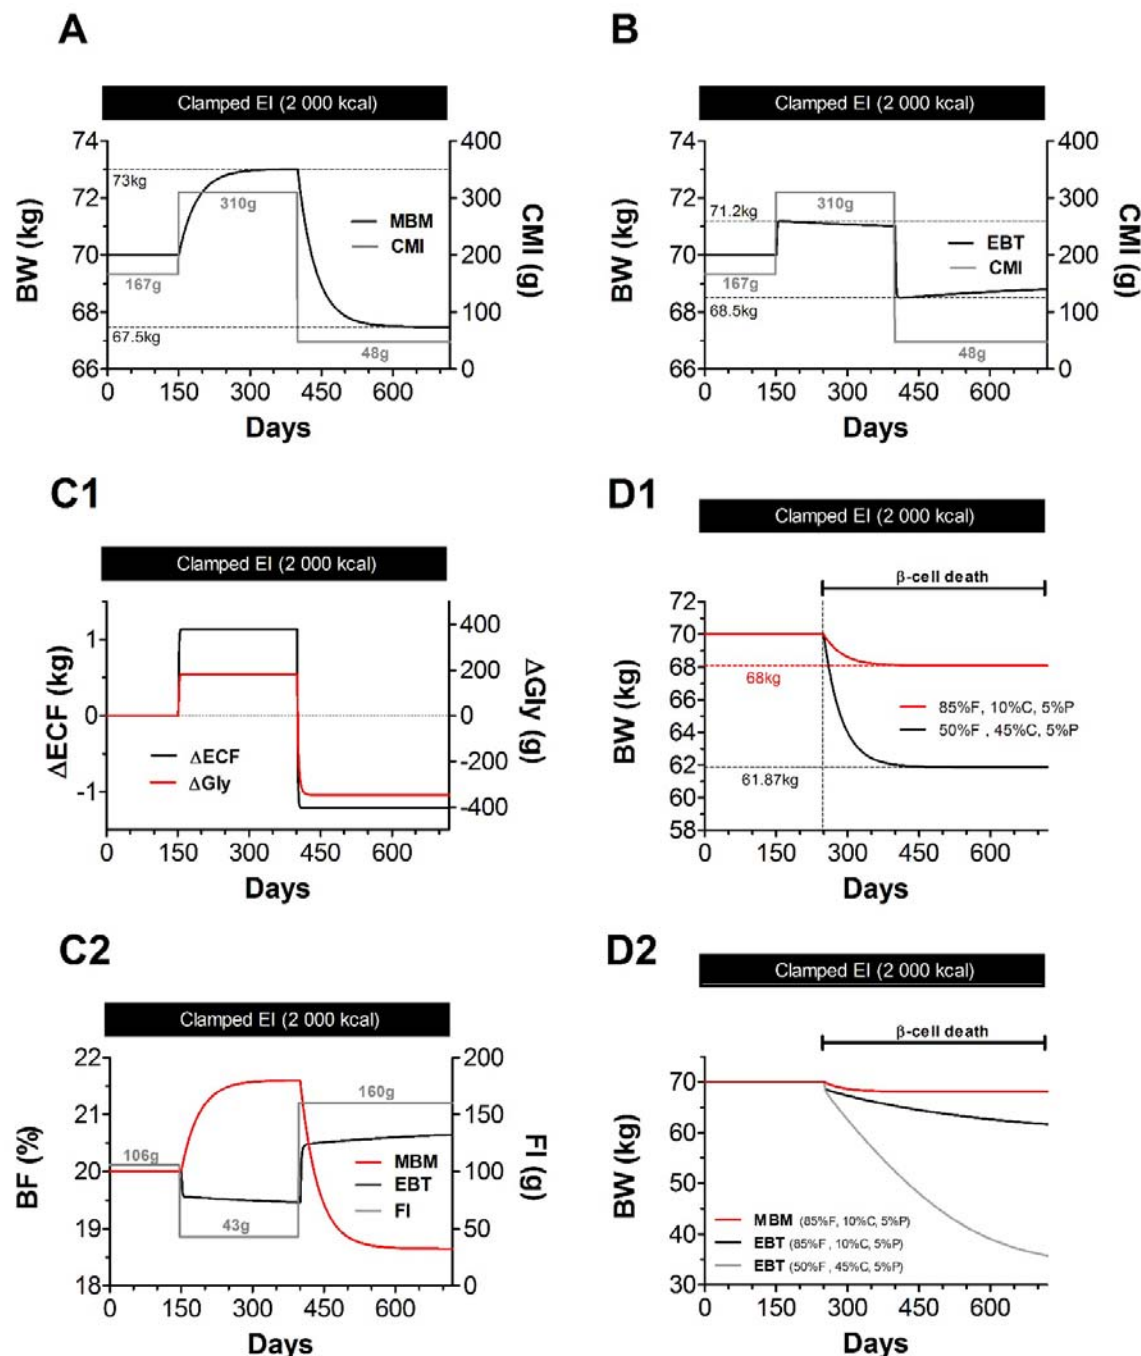 A
Clamped EI (2 000 kcal)
74
72
70
68
66
BW (kg)
400
300
200
100
0
CMI (g)
73kg
310g
MBM
CMI
167g
67.5kg
48g
0 150 300 450 600
Days
B
Clamped EI (2 000 kcal)
74
72
70
68
66
BW (kg)
400
300
200
100
0
CMI (g)
71.2kg
310g
EBT
CMI
167g
68.5kg
48g
0 150 300 450 600
Days
C1
Clamped EI (2 000 kcal)
1
0
-1
ΔECF (kg)
400
200
0
-200
-400
ΔGly (g)
ΔECF
ΔGly
0 150 300 450 600
Days
D1
Clamped EI (2 000 kcal)
β-cell death
72
70
68
66
64
62
60
58
BW (kg)
68kg
85%F, 10%C, 5%P
50%F , 45%C, 5%P
61.87kg
0 150 300 450 600
Days
C2
Clamped EI (2 000 kcal)
22
21
20
19
18
BF (%)
200
150
100
50
0
FI (g)
160g
106g
MBM
EBT
FI
43g
0 150 300 450 600
Days
D2
Clamped EI (2 000 kcal)
β-cell death
70
60
50
40
30
BW (kg)
MBM (85%F, 10%C, 5%P)
EBT (85%F , 10%C, 5%P)
EBT (50%F , 45%C, 5%P)
0 150 300 450 600
Days